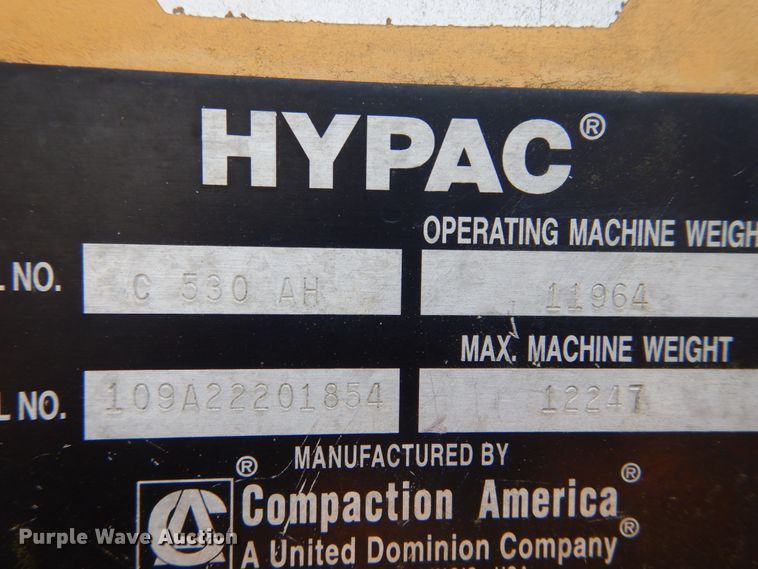 HYPAC®
OPERATING MACHINE WEIGH
L NO. C 530 AH 11964
MAX. MACHINE WEIGHT
L NO. 109A22201854 12247
MANUFACTURED BY
® Compaction America®
A United Dominion Company®
Purple Wave Auction